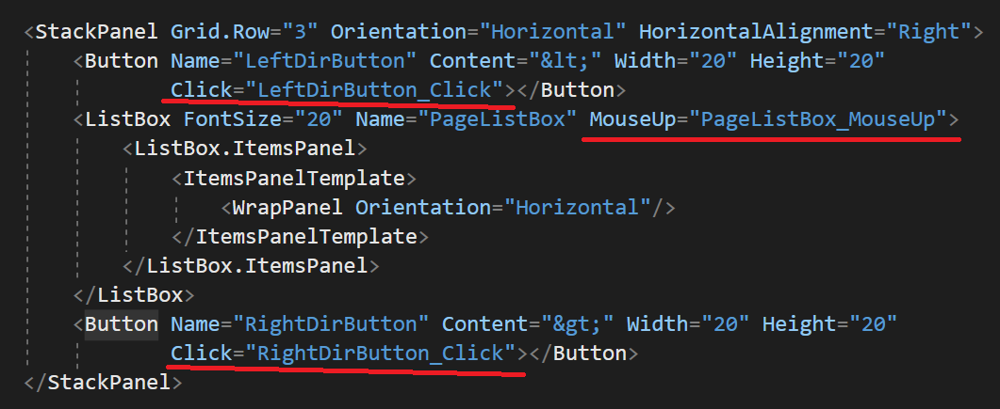 <StackPanel Grid.Row="3" Orientation="Horizontal" HorizontalAlignment="Right">
<Button Name="LeftDirButton" Content="&lt;" Width="20" Height="20"
Click="LeftDirButton_Click"></Button>
<ListBox FontSize="20" Name="PageListBox" MouseUp="PageListBox_MouseUp">
<ListBox.ItemsPanel>
<ItemsPanelTemplate>
<WrapPanel Orientation="Horizontal"/>
</ItemsPanelTemplate>
</ListBox.ItemsPanel>
</ListBox>
<Button Name="RightDirButton" Content="&gt;" Width="20" Height="20"
Click="RightDirButton_Click"></Button>
</StackPanel>